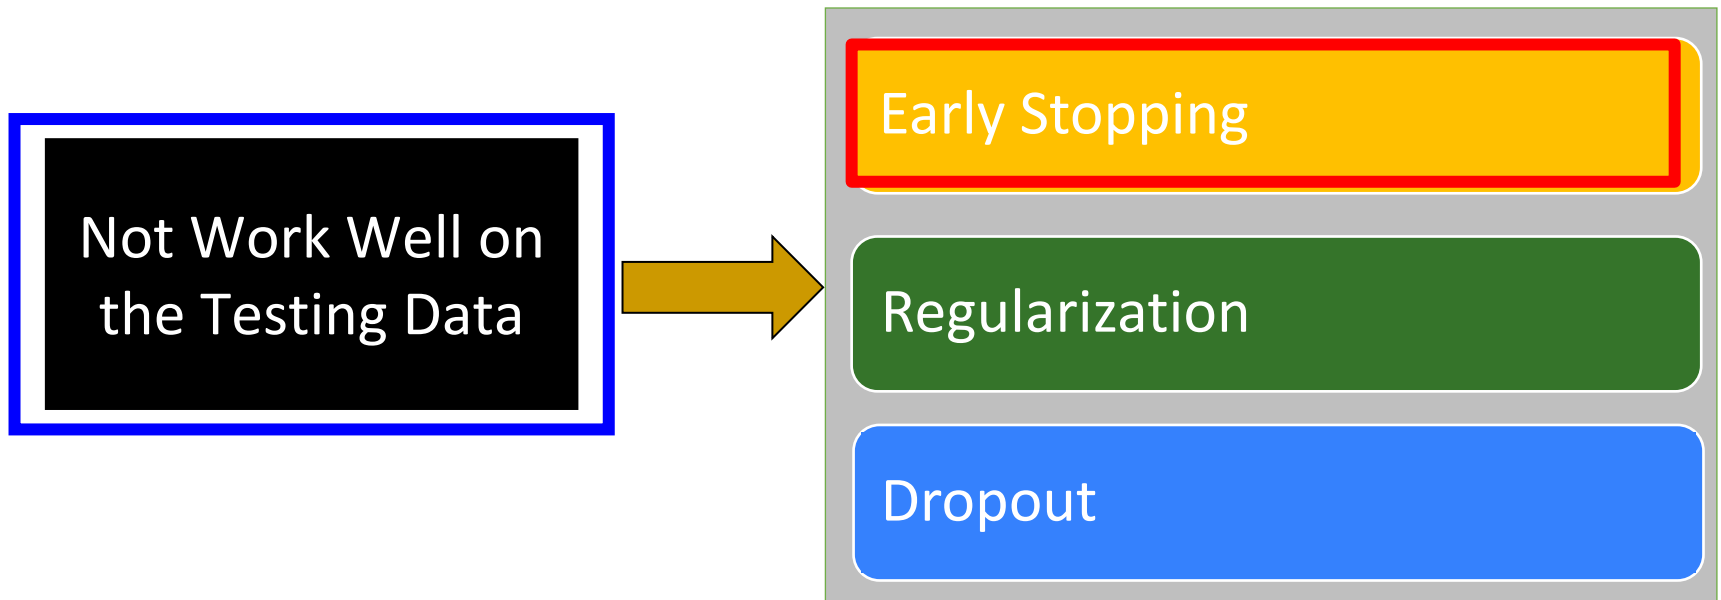 Not Work Well on
the Testing Data
Early Stopping
Regularization
Dropout